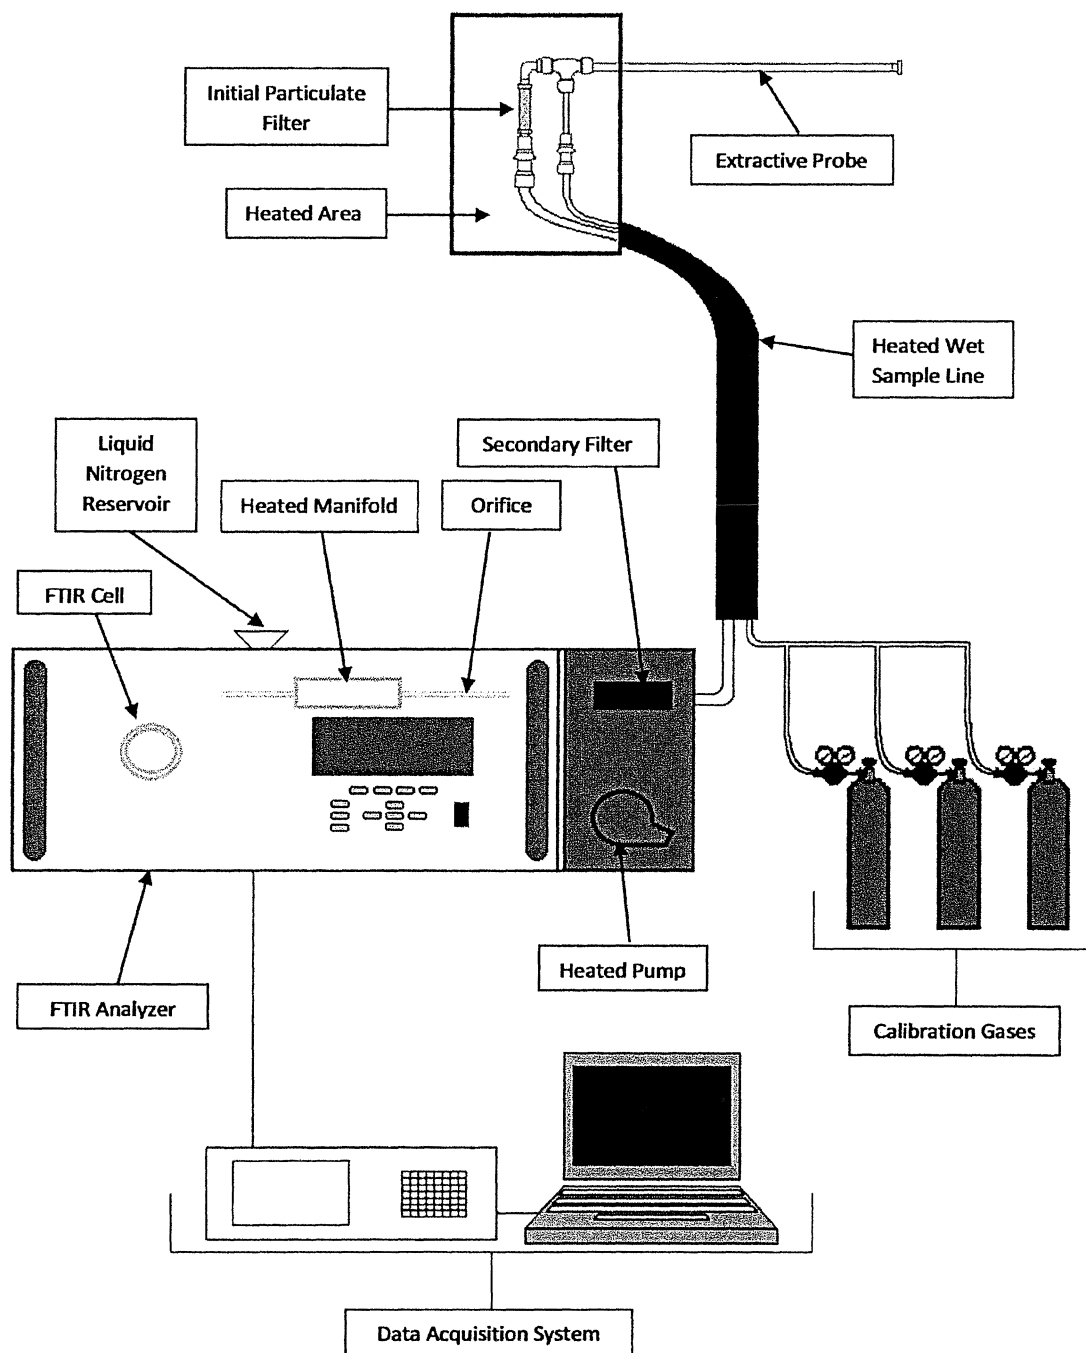 Initial Particulate
Filter
Extractive Probe
Heated Area
Heated Wet
Sample Line
Liquid
Nitrogen
Reservoir
Secondary Filter
Heated Manifold
Orifice
FTIR Cell
Heated Pump
FTIR Analyzer
Calibration Gases
Data Acquisition System